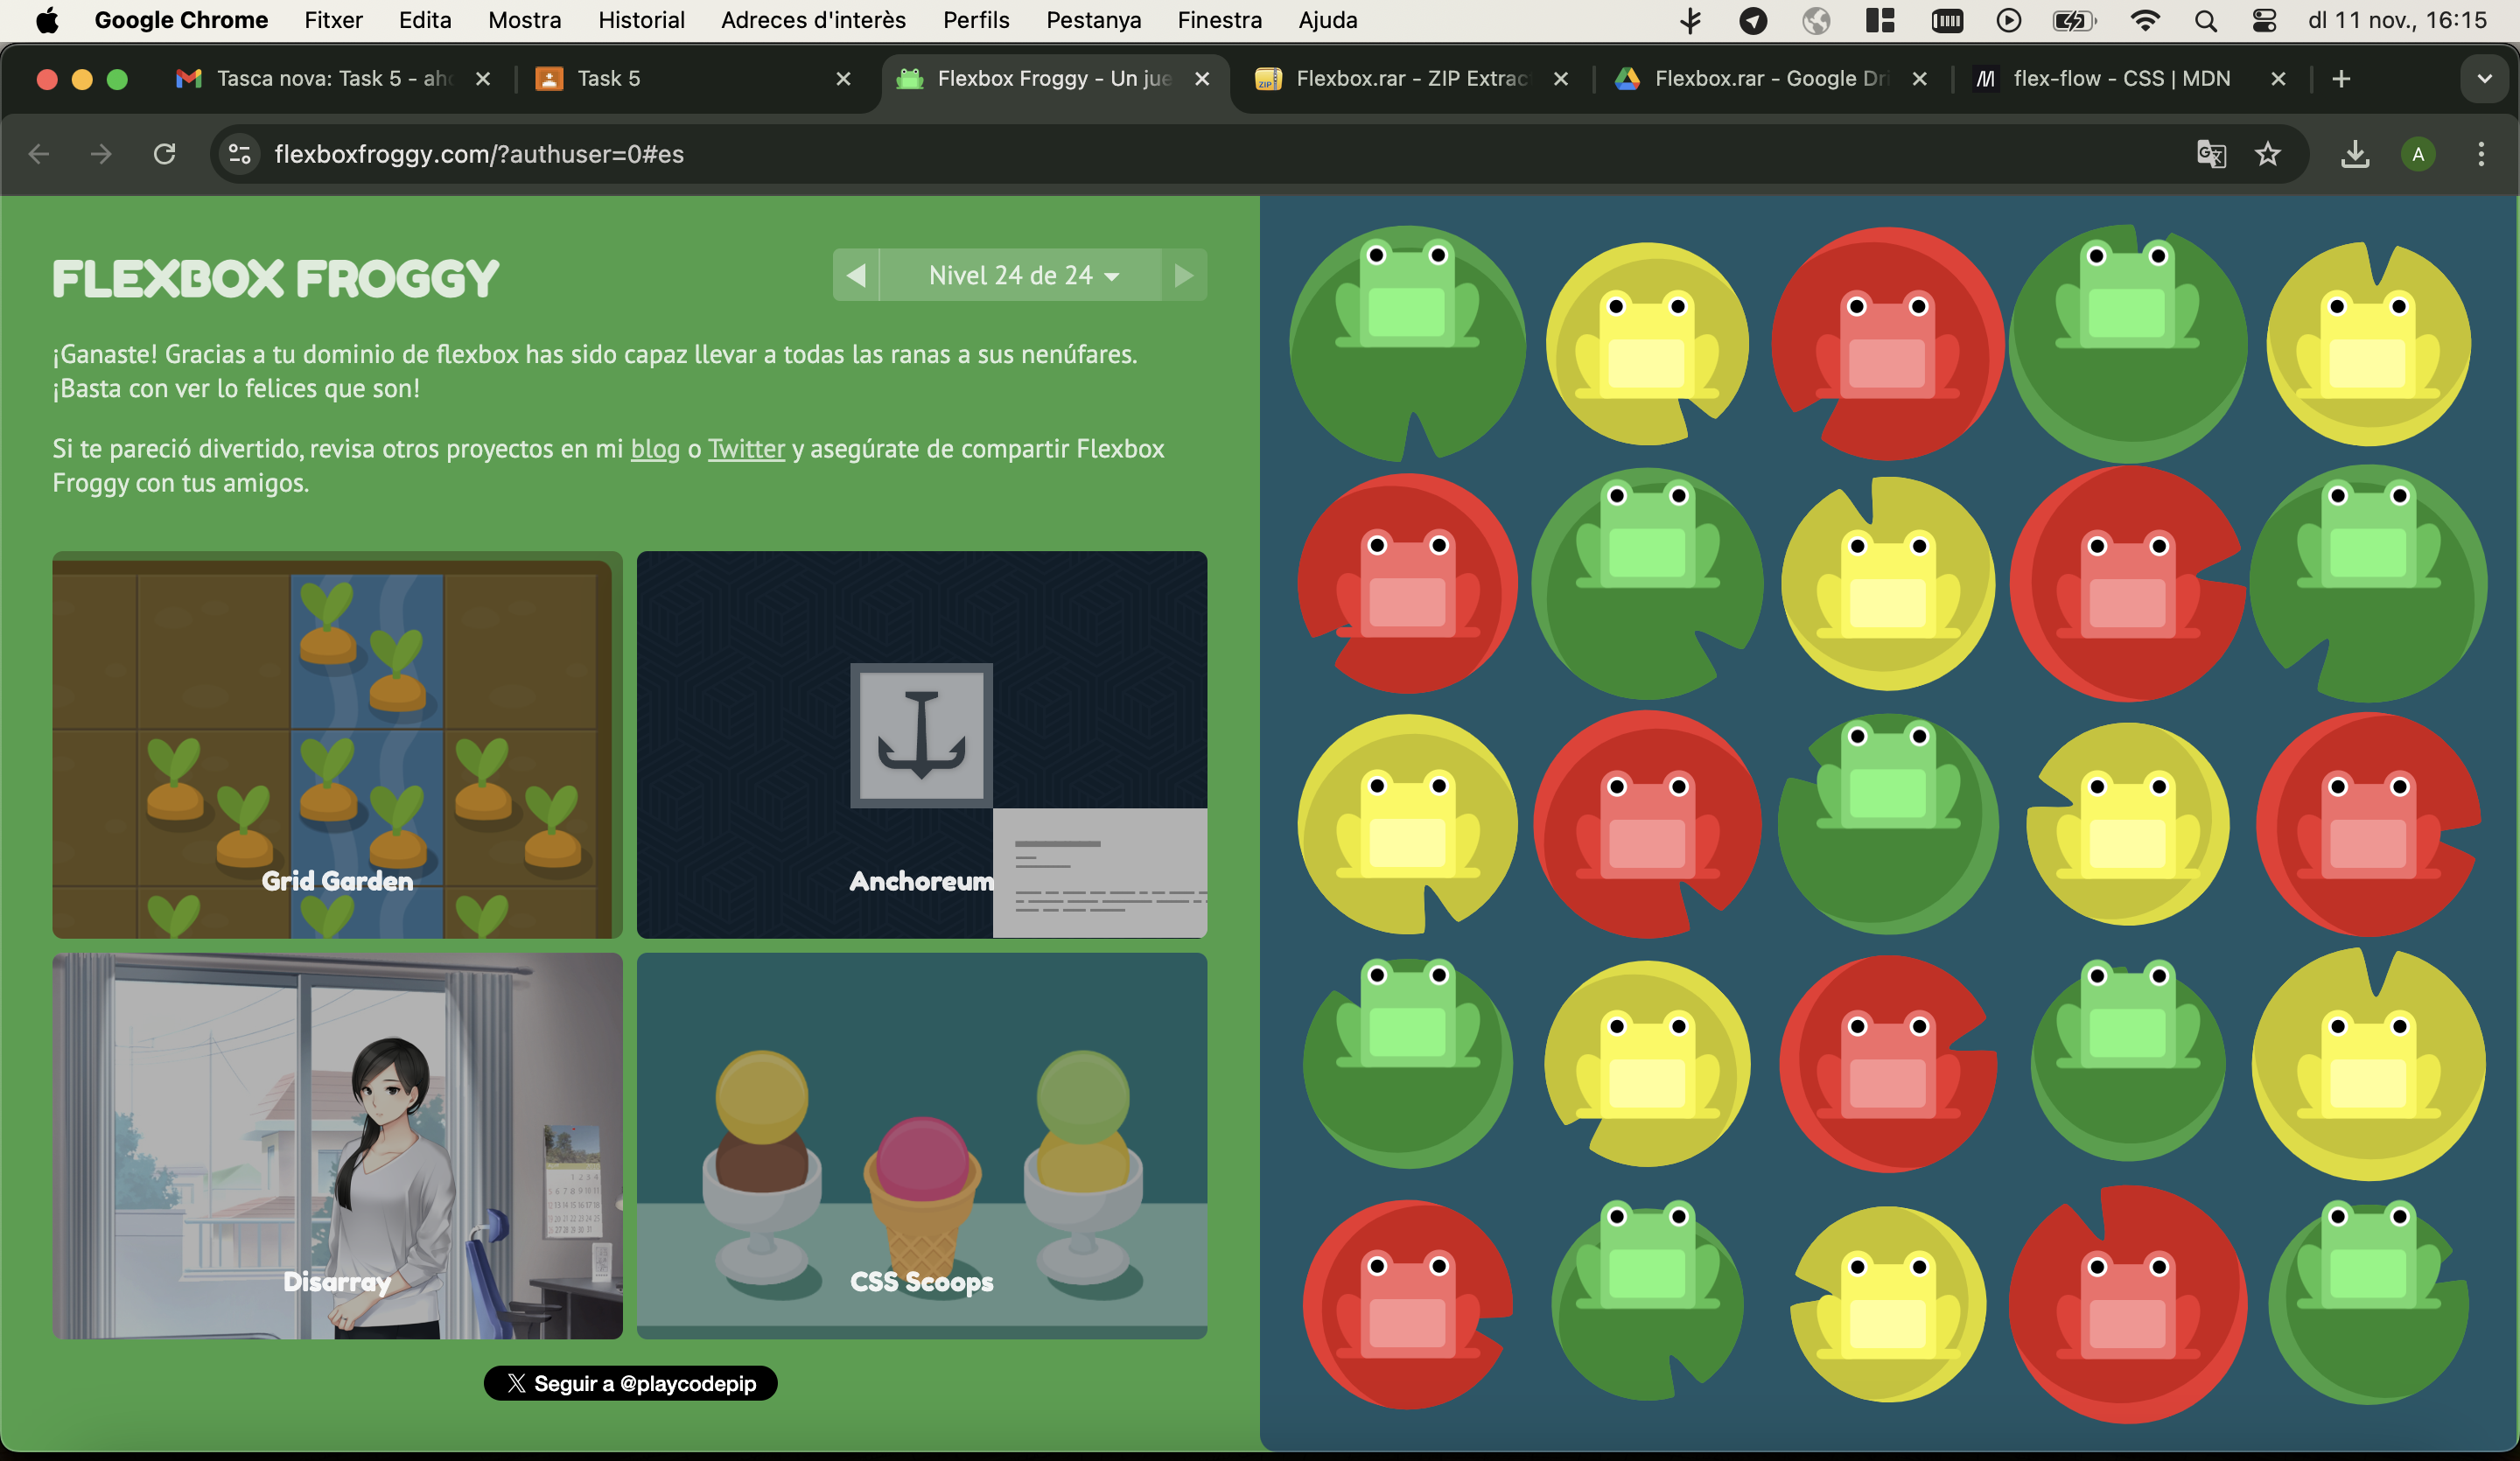 Google Chrome Fitxer Edita Mostra Historial Adreces d'interès Perfils Pestanya Finestra Ajuda dl 11 nov., 16:15
Tasca nova: Task 5 - aho Task 5 Flexbox Froggy - Un jue Flexbox.rar - ZIP Extrac Flexbox.rar - Google Dri flex-flow - CSS | MDN
flexboxfroggy.com/?authuser=0#es A
FLEXBOX FROGGY
Nivel 24 de 24
¡Ganaste! Gracias a tu dominio de flexbox has sido capaz llevar a todas las ranas a sus nenúfares.
¡Basta con ver lo felices que son!
Si te pareció divertido, revisa otros proyectos en mi blog o Twitter y asegúrate de compartir Flexbox
Froggy con tus amigos.
Grid Garden
Anchoreum
Disarray
CSS Scoops
Seguir a @playcodepip